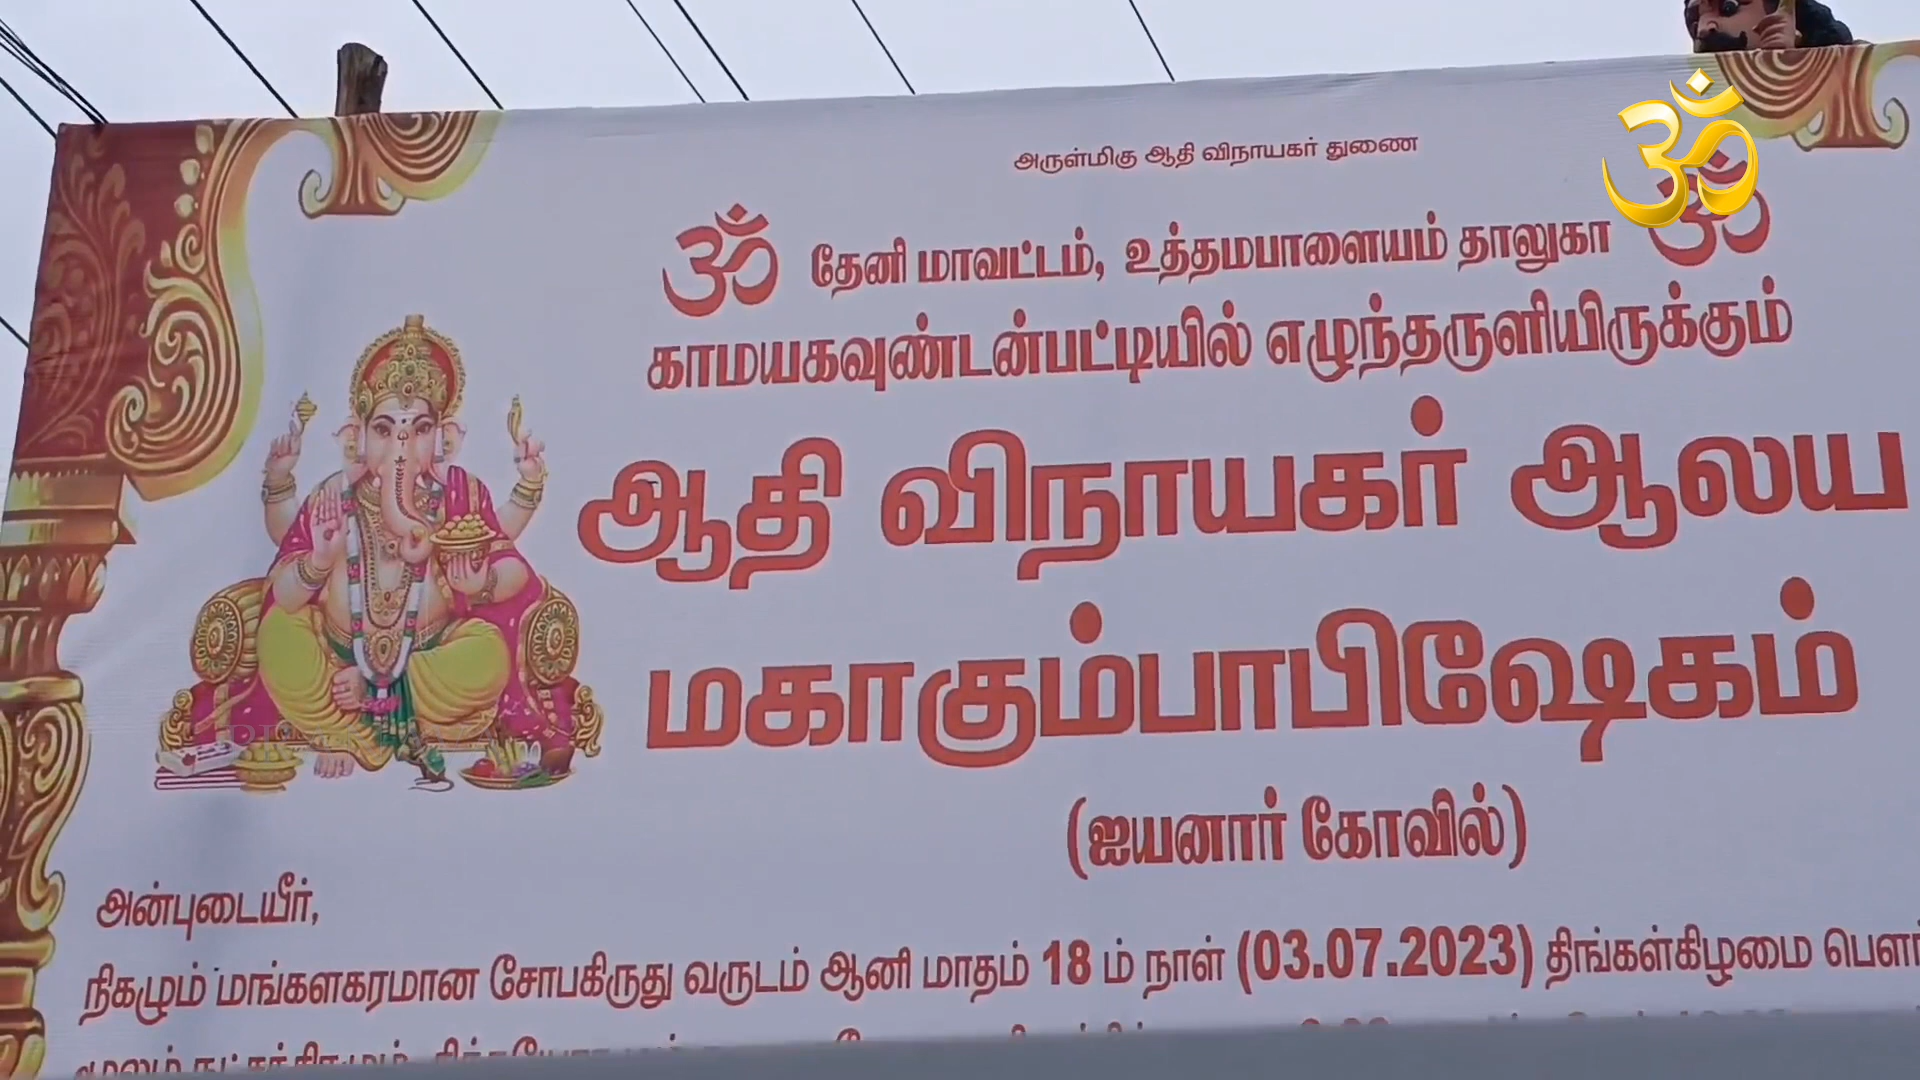 அருள்மிகு ஆதி விநாயகர் துணை
ௐ தேனி மாவட்டம், உத்தமபாளையம் தாலுகா
காமயகவுண்டன்பட்டியில் எழுந்தருளியிருக்கும்
ஆதி விநாயகர் ஆலய
மகாகும்பாபிஷேகம்
(ஐயனார் கோவில்)
அன்புடையீர்,
நிகழும் மங்களகரமான சோபகிருது வருடம் ஆனி மாதம் 18 ம் நாள் (03.07.2023) திங்கள்கிழமை